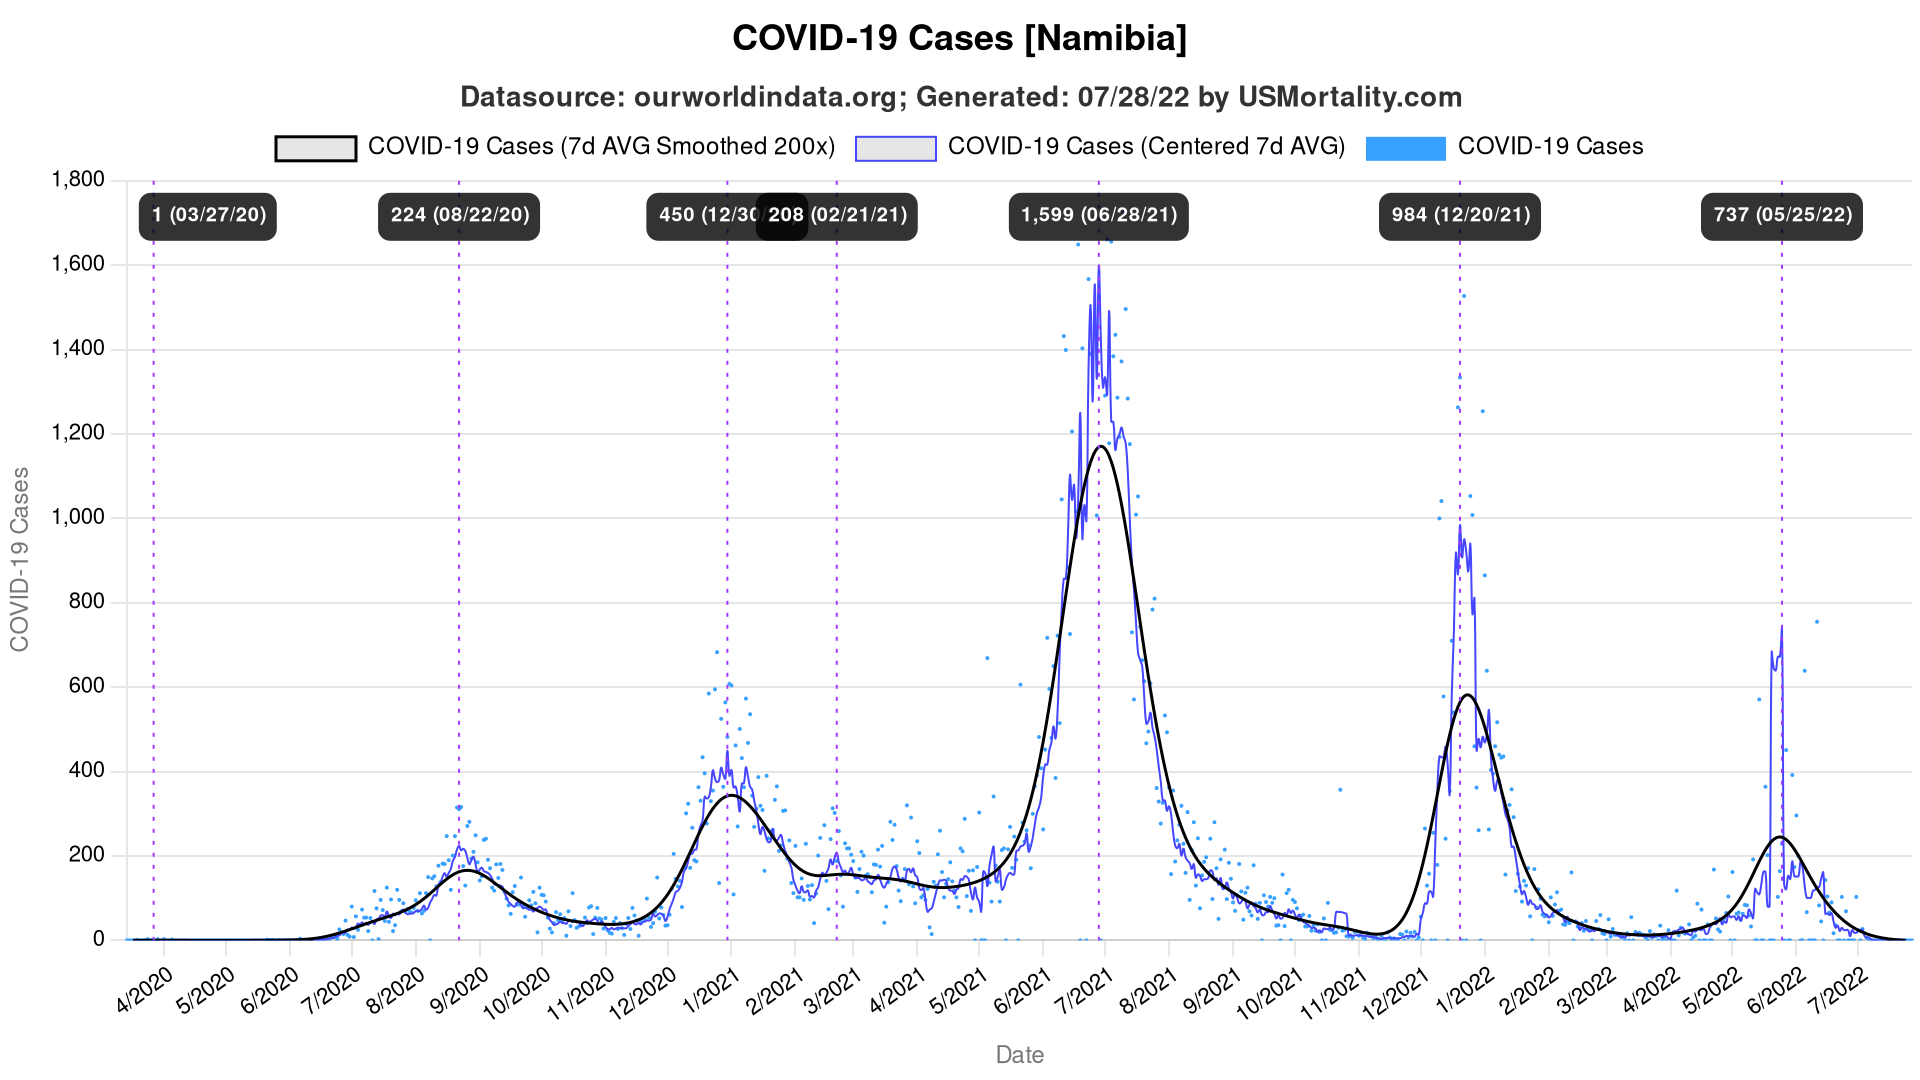 COVID-19 Cases [Namibia]
Datasource: ourworldindata.org; Generated: 07/28/22 by USMortality.com
COVID-19 Cases (7d AVG Smoothed 200x) COVID-19 Cases (Centered 7d AVG) COVID-19 Cases
1 (03/27/20) 224 (08/22/20) 450 (12/30/20) 208 (02/21/21) 1,599 (06/28/21) 984 (12/20/21) 737 (05/25/22)
1,800
1,600
1,400
1,200
1,000
800
600
400
200
0
COVID-19 Cases
4/2020 5/2020 6/2020 7/2020 8/2020 9/2020 10/2020 11/2020 12/2020 1/2021 2/2021 3/2021 4/2021 5/2021 6/2021 7/2021 8/2021 9/2021 10/2021 11/2021 12/2021 1/2022 2/2022 3/2022 4/2022 5/2022 6/2022 7/2022
Date